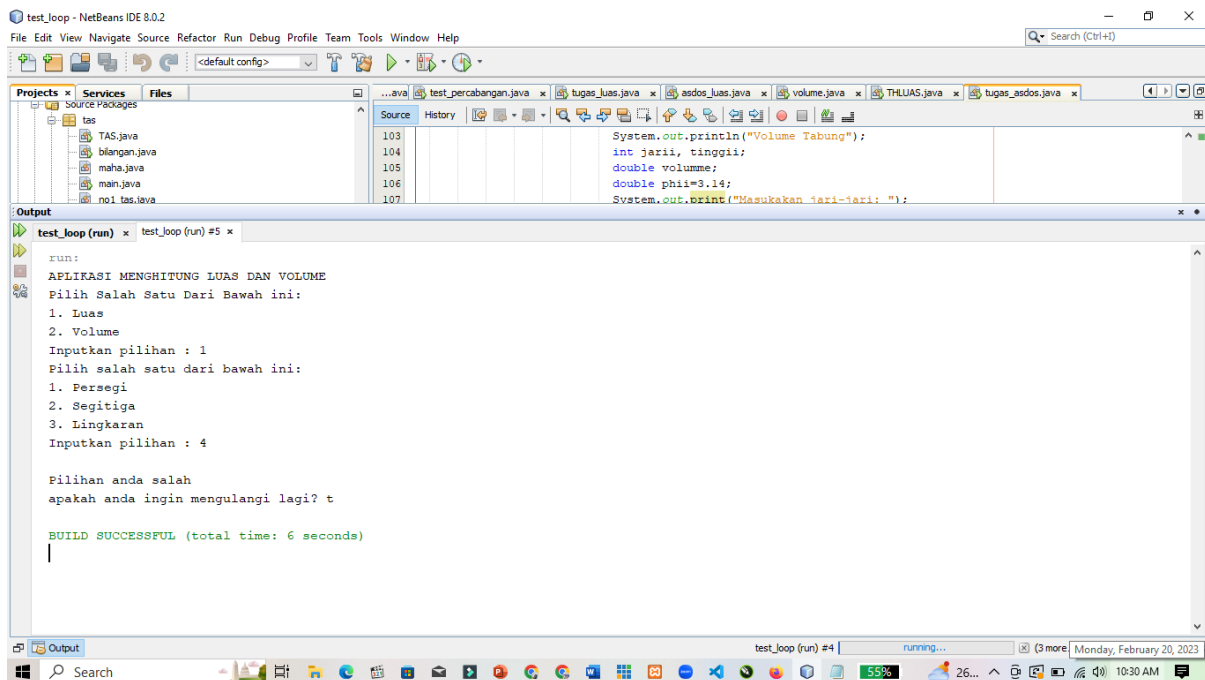 test_loop - NetBeans IDE 8.0.2
File Edit View Navigate Source Refactor Run Debug Profile Team Tools Window Help
Search (Ctrl+I)
<default config>
Projects × Services Files
...ava test_percabangan.java × tugas_luas.java × asdos_luas.java × volume.java × THLUAS.java × tugas_asdos.java ×
Source Packages
tas
TAS.java
bilangan.java
maha.java
main.java
no1_tas.java
Source History
103 System.out.println("Volume Tabung");
104 int jarii, tinggii;
105 double volumme;
106 double phii=3.14;
107 System.out.print("Masukakan jari-jari: ");
Output
test_loop (run) × test_loop (run) #5 ×
run:
APLIKASI MENGHITUNG LUAS DAN VOLUME
Pilih Salah Satu Dari Bawah ini:
1. Luas
2. Volume
Inputkan pilihan : 1
Pilih salah satu dari bawah ini:
1. Persegi
2. Segitiga
3. Lingkaran
Inputkan pilihan : 4
Pilihan anda salah
apakah anda ingin mengulangi lagi? t
BUILD SUCCESSFUL (total time: 6 seconds)
Output
test_loop (run) #4 running... (3 more
Monday, February 20, 2023
Search
55%
26...
10:30 AM